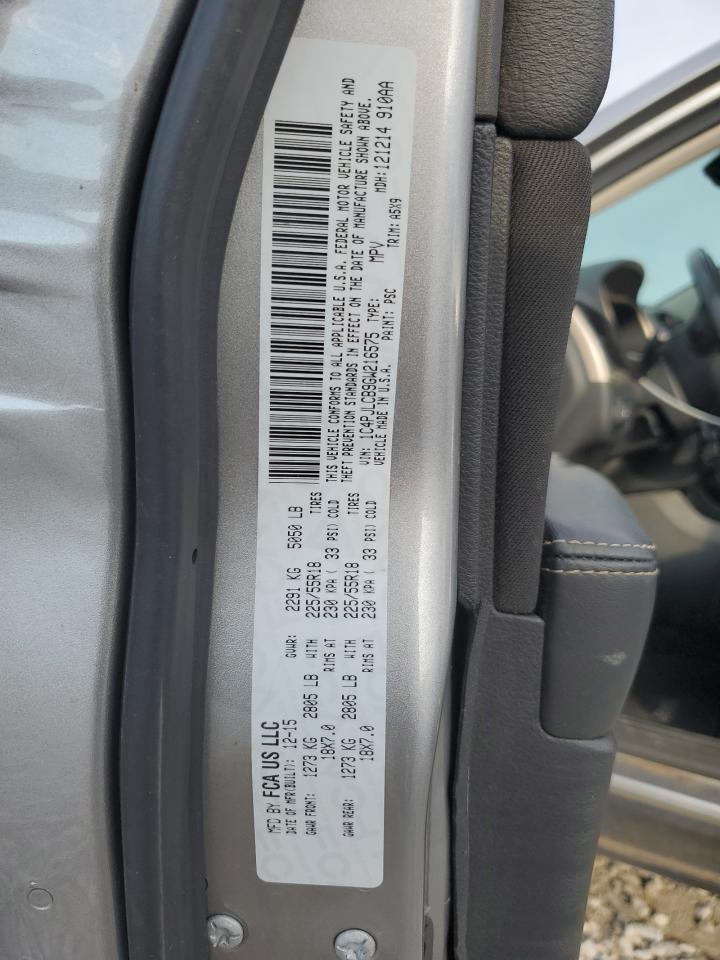 MFD BY FCA US LLC
DATE OF MFR(BUILT): 12-15 GVWR: 2291 KG 5050 LB
GAWR FRONT: 1273 KG 2805 LB WITH 225/55R18 TIRES
18X7.0 RIMS AT 230 KPA ( 33 PSI) COLD
GAWR REAR: 1273 KG 2805 LB WITH 225/55R18 TIRES
18X7.0 RIMS AT 230 KPA ( 33 PSI) COLD
THIS VEHICLE CONFORMS TO ALL APPLICABLE U.S.A. FEDERAL MOTOR VEHICLE SAFETY AND
THEFT PREVENTION STANDARDS IN EFFECT ON THE DATE OF MANUFACTURE SHOWN ABOVE.
VIN: 1C4PJLCB9GW216575 TYPE: MPV MDH: 121214 910AA
VEHICLE MADE IN U.S.A. PAINT: PSC TRIM: A5X9